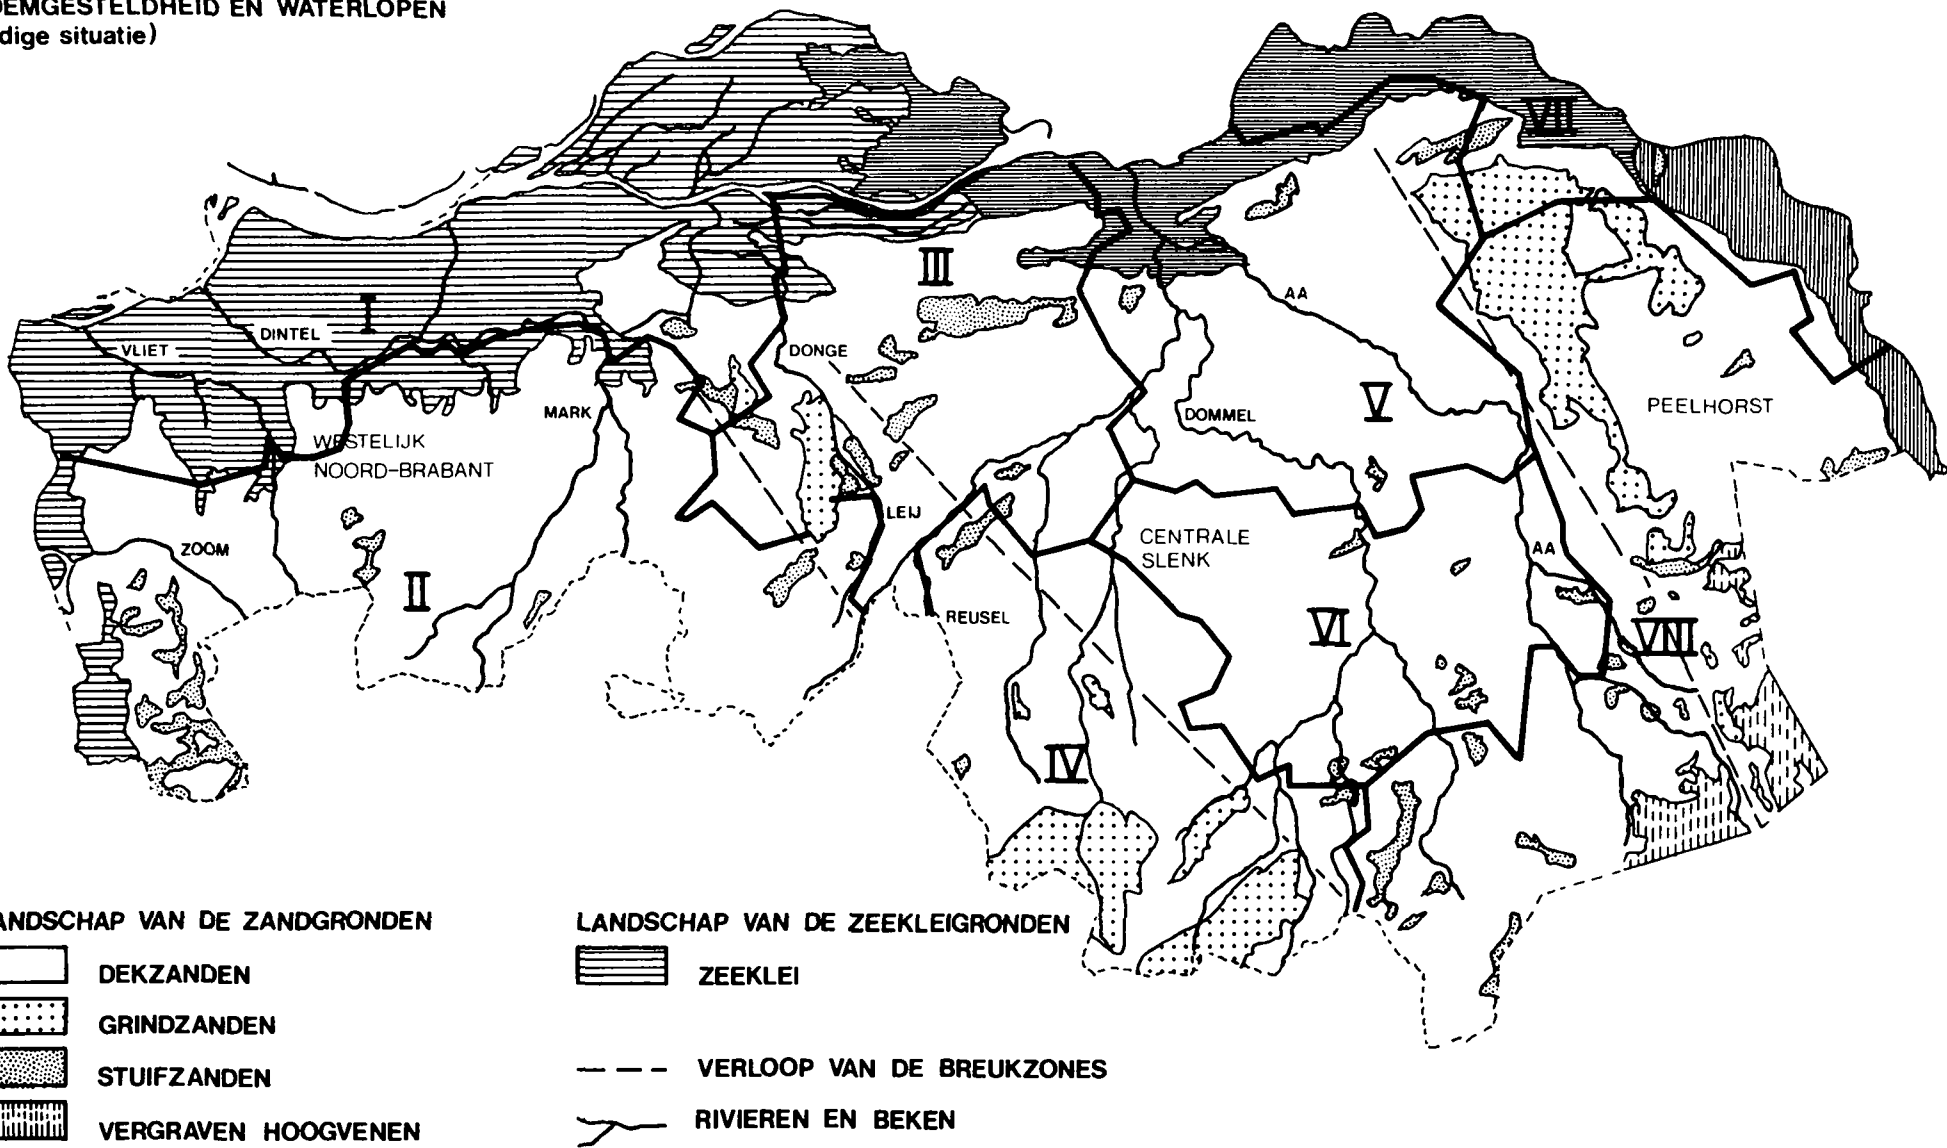 DEMGESTELDHEID EN WATERLOPEN
dige situatie)
VII
III
I
AA
VLIET
DINTEL
DONGE
V
PEELHORST
MARK
DOMMEL
WESTELIJK
NOORD-BRABANT
LEIJ
ZOOM
CENTRALE
SLENK
AA
II
REUSEL
VI
VNI
IV
ANDSCHAP VAN DE ZANDGRONDEN
DEKZANDEN
GRINDZANDEN
STUIFZANDEN
VERGRAVEN HOOGVENEN
LANDSCHAP VAN DE ZEEKLEIGRONDEN
ZEEKLEI
VERLOOP VAN DE BREUKZONES
RIVIEREN EN BEKEN